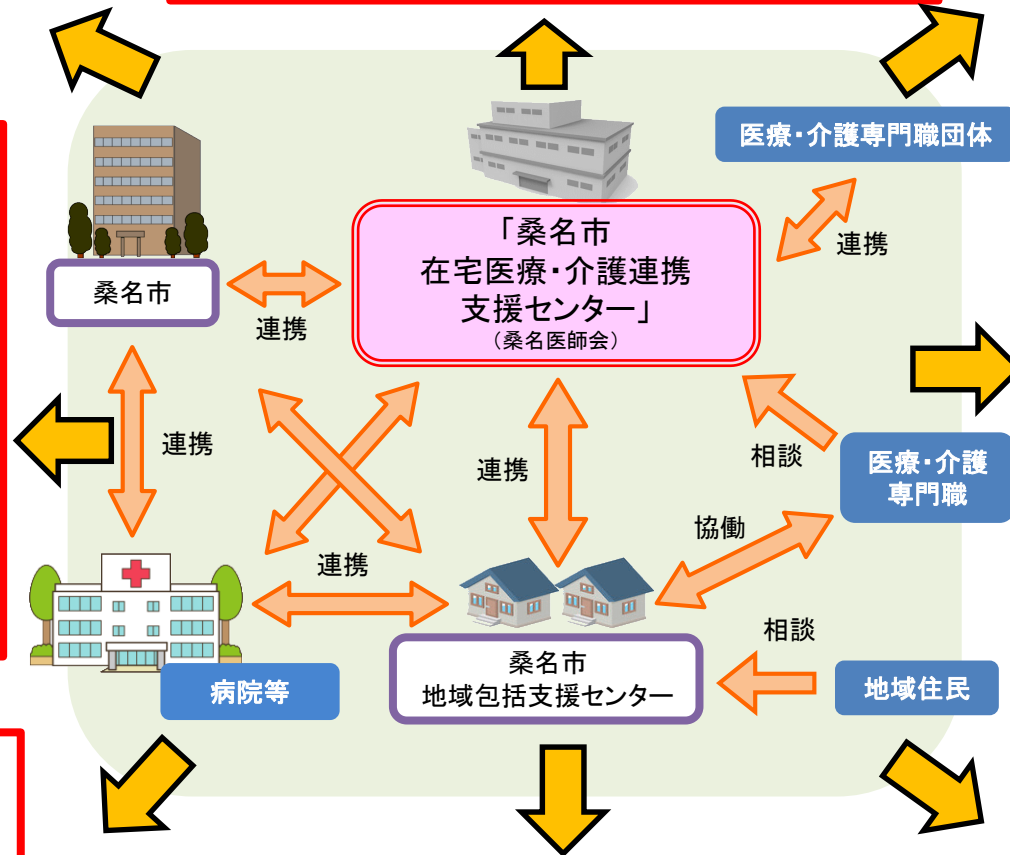 医療・介護専門職団体
「桑名市
在宅医療・介護連携
支援センター」
（桑名医師会）
連携
桑名市
連携
連携
連携
相談
医療・介護
専門職
協働
連携
相談
桑名市
地域包括支援センター
病院等
地域住民